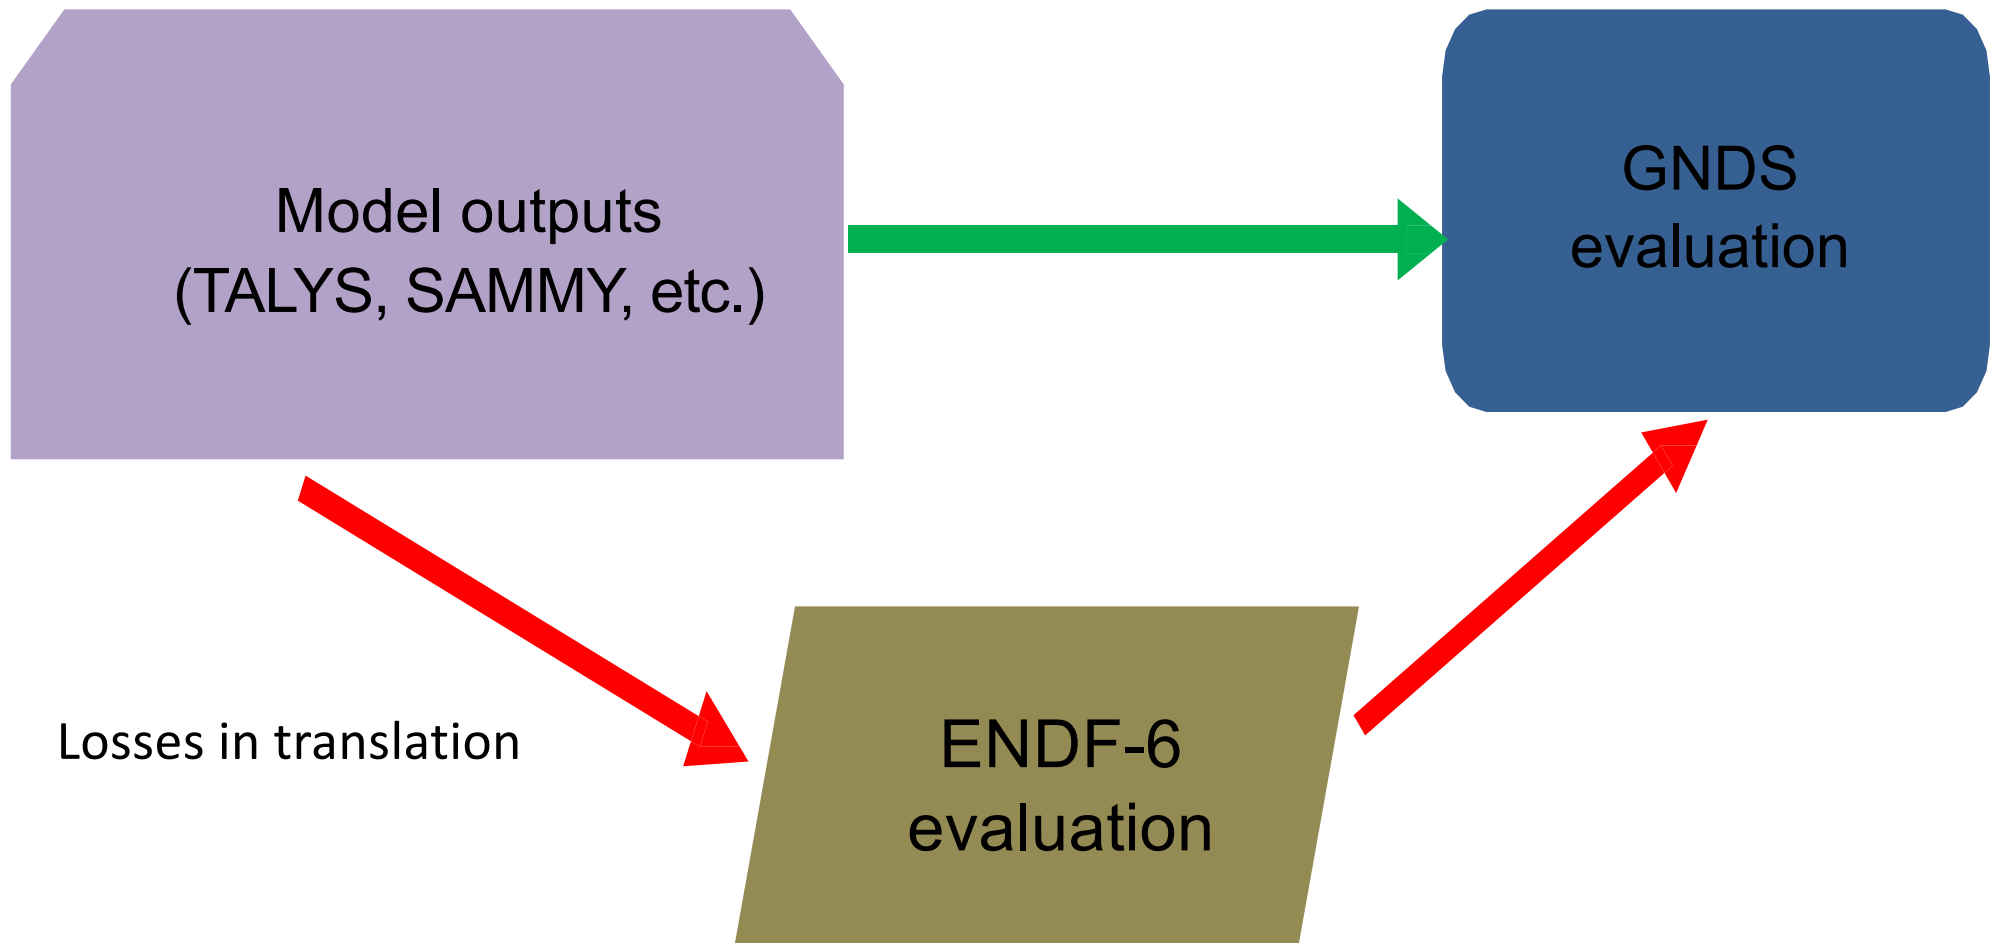 Model outputs
(TALYS, SAMMY, etc.)
GNDS
evaluation
Losses in translation
ENDF-6
evaluation